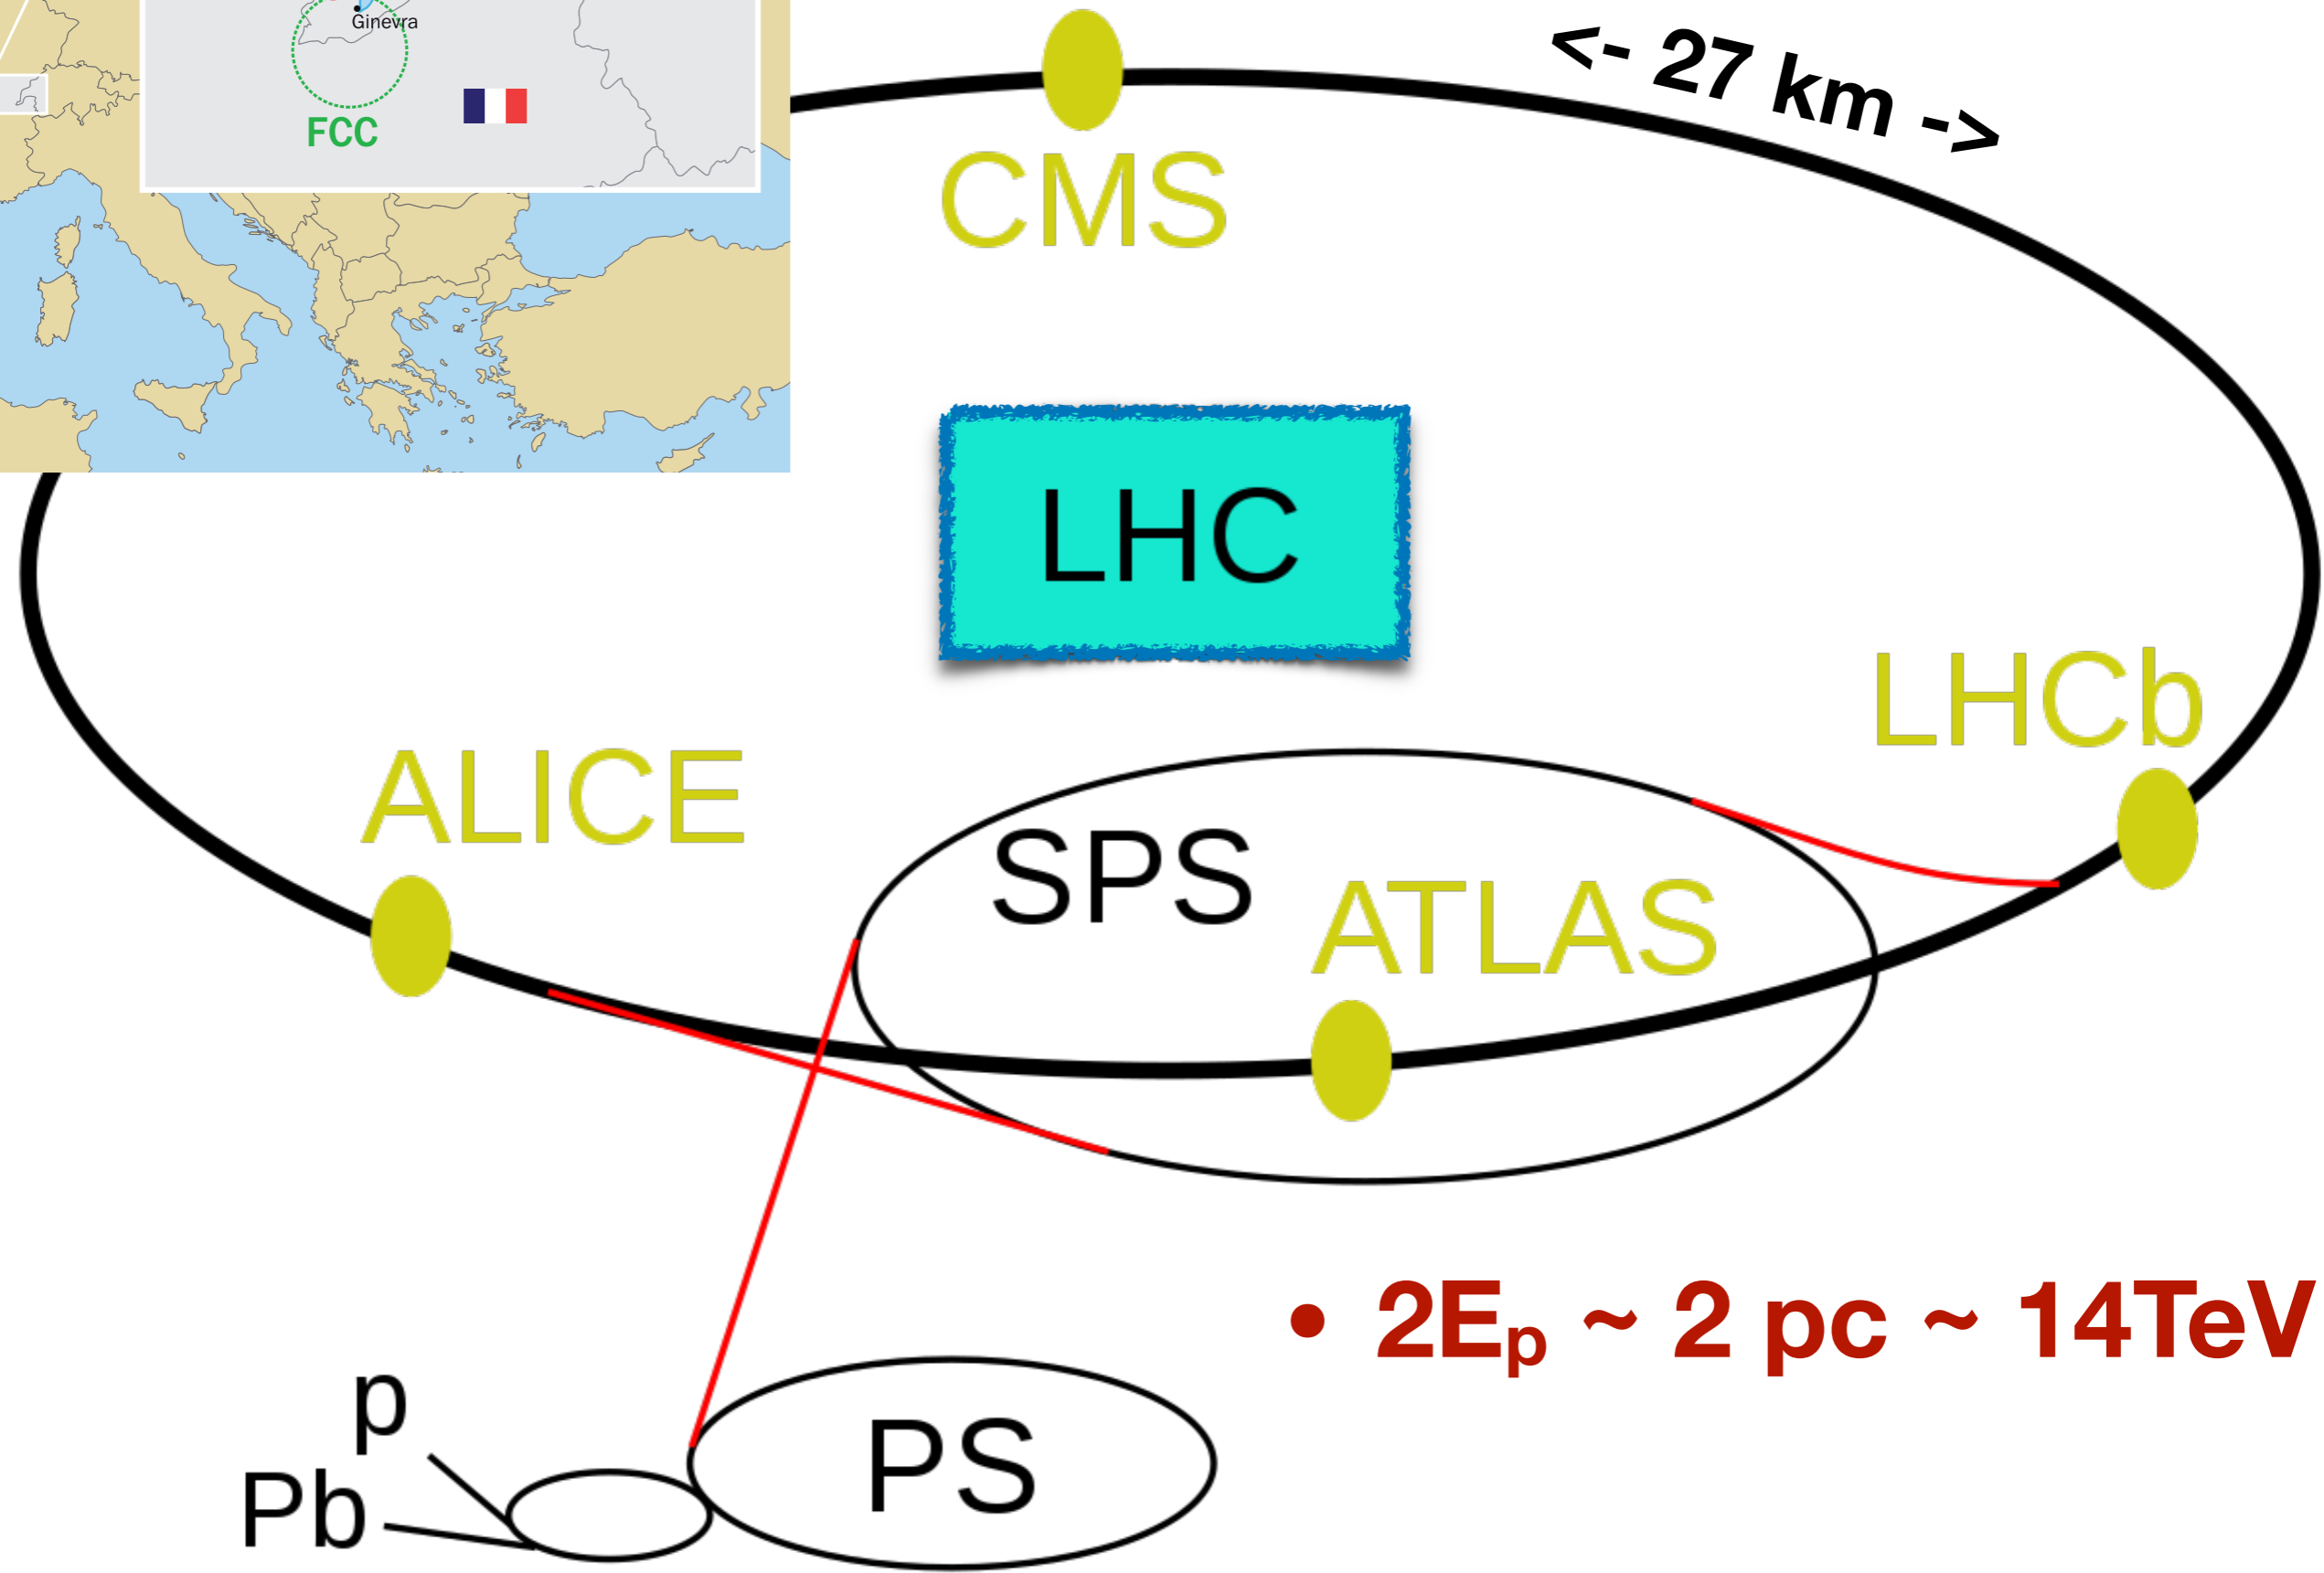 Ginevra
FCC
<- 27 km ->
CMS
LHC
LHCb
ALICE
SPS
ATLAS
• 2Ep ~ 2 pc ~ 14TeV
p
Pb
PS